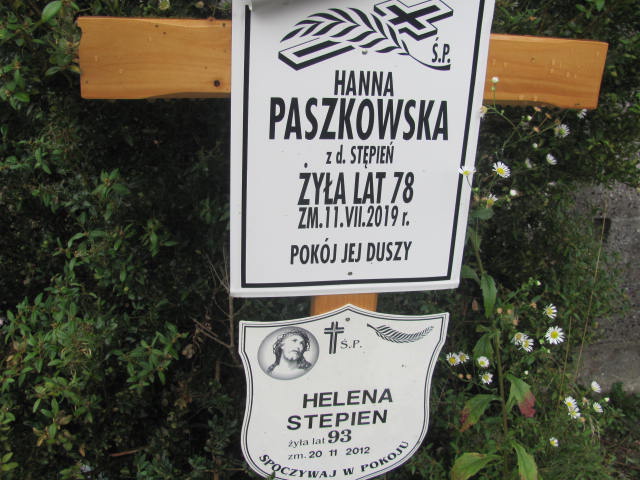 Ś.P.
HANNA
PASZKOWSKA
z d. STĘPIEŃ
ŻYŁA LAT 78
ZM.11.VII.2019 r.
POKÓJ JEJ DUSZY
Ś.P.
HELENA
STEPIEN
żyła lat 93
zm. 20 11 2012
SPOCZYWAJ W POKOJU